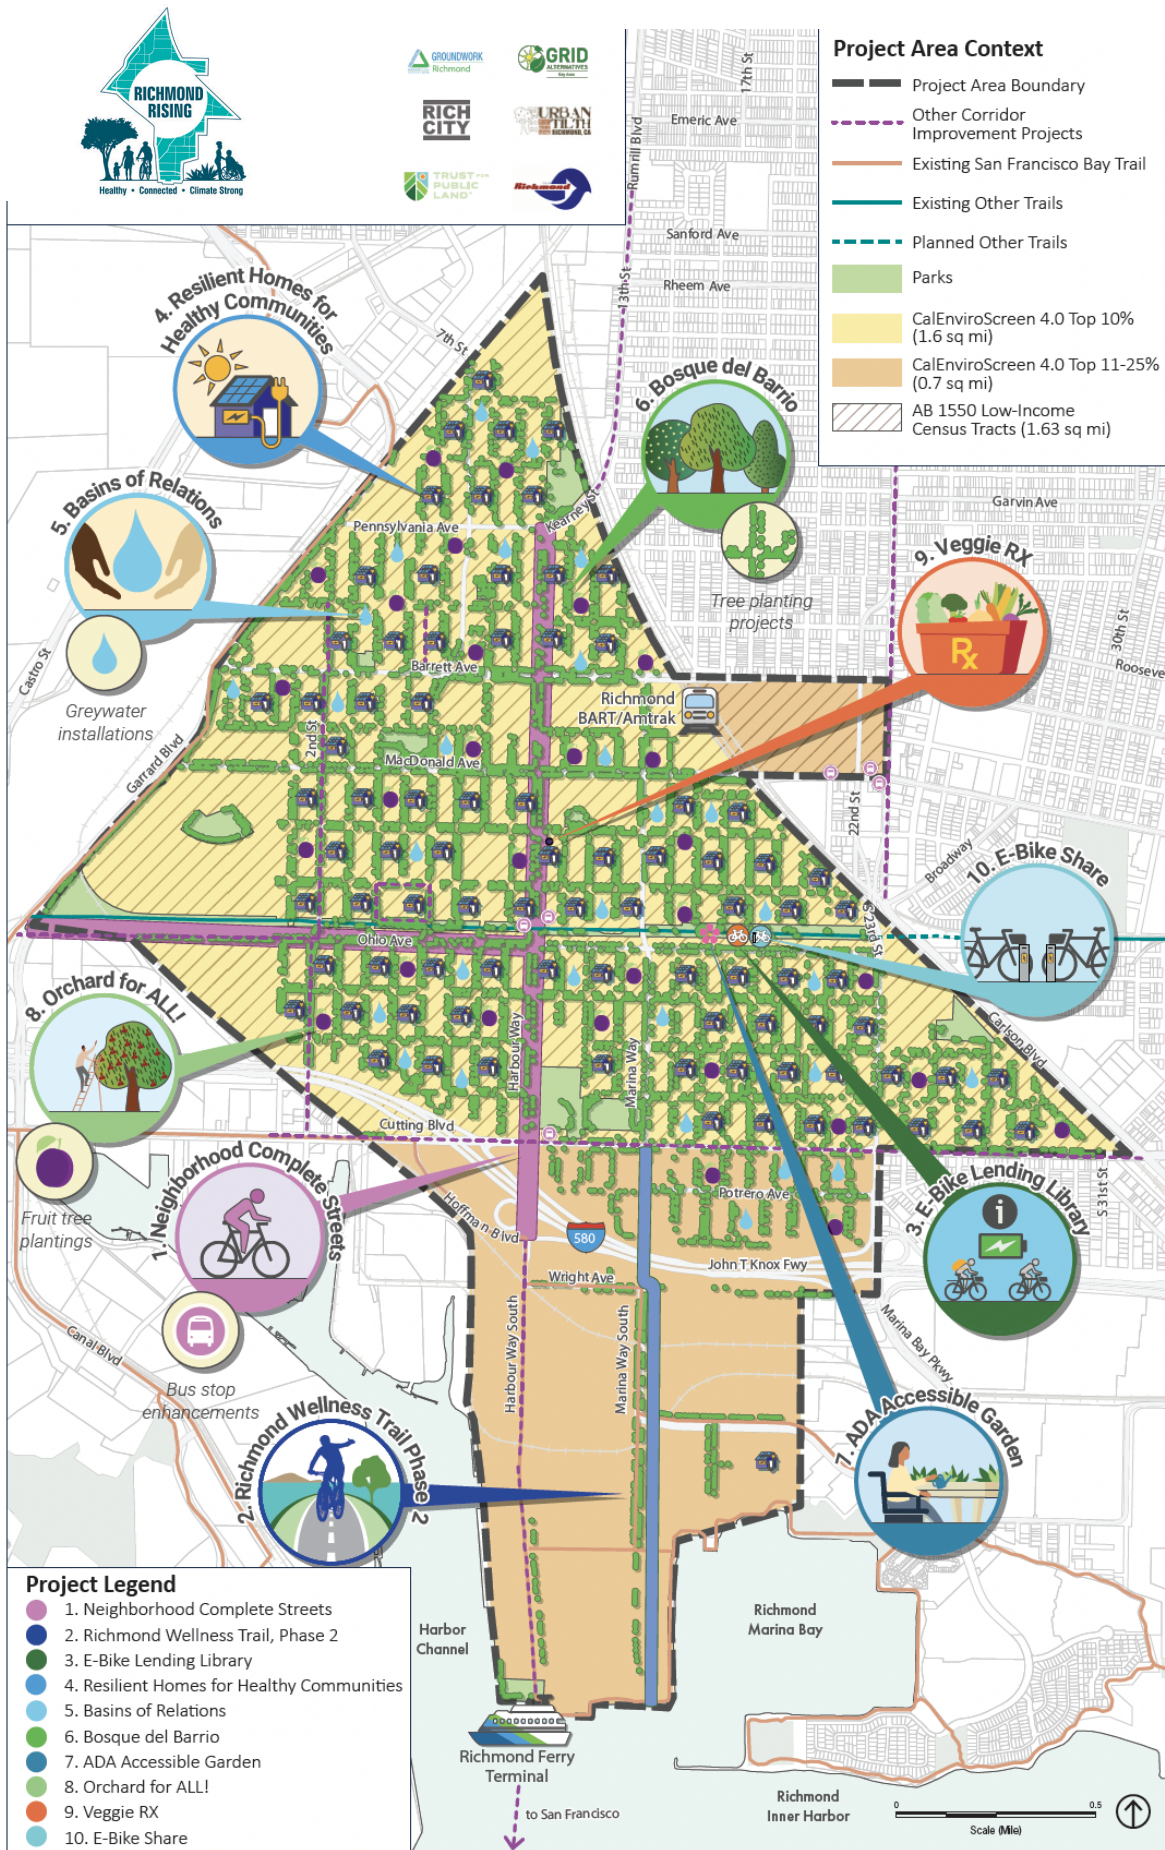 RICHMOND
RISING
Healthy • Connected • Climate Strong
GROUNDWORK
Richmond
GRID
ALTERNATIVES
Bay Area
RICH
CITY
URBAN
TILTH
RICHMOND, CA
TRUST FOR
PUBLIC
LAND
Richmond
Project Area Context
Project Area Boundary
Other Corridor
Improvement Projects
Existing San Francisco Bay Trail
Existing Other Trails
Planned Other Trails
Parks
CalEnviroScreen 4.0 Top 10%
(1.6 sq mi)
CalEnviroScreen 4.0 Top 11-25%
(0.7 sq mi)
AB 1550 Low-Income
Census Tracts (1.63 sq mi)
17th St
Emeric Ave
Rumrill Blvd
Sanford Ave
Rheem Ave
13th St
7th St
4. Resilient Homes for
Healthy Communities
6. Bosque del Barrio
Garvin Ave
5. Basins of Relations
Pennsylvania Ave
Kearney St
9. Veggie RX
Rx
Tree planting
projects
30th St
Roosevel
Castro St
Barrett Ave
Greywater
installations
Richmond
BART/Amtrak
2nd St
MacDonald Ave
Garrard Blvd
22nd St
Broadway
10. E-Bike Share
S 23rd St
Ohio Ave
8. Orchard for ALL!
Harbour Way
Marina Way
Carlson Blvd
Cutting Blvd
1. Neighborhood Complete Streets
Fruit tree
plantings
Hoffman Blvd
580
Potrero Ave
John T Knox Fwy
3. E-Bike Lending Library
i
S 31st St
Wright Ave
Harbour Way South
Marina Way South
Marina Bay Pkwy
Canal Blvd
Bus stop
enhancements
2. Richmond Wellness Trail Phase 2
7. ADA Accessible Garden
Project Legend
1. Neighborhood Complete Streets
2. Richmond Wellness Trail, Phase 2
3. E-Bike Lending Library
4. Resilient Homes for Healthy Communities
5. Basins of Relations
6. Bosque del Barrio
7. ADA Accessible Garden
8. Orchard for ALL!
9. Veggie RX
10. E-Bike Share
Harbor
Channel
Richmond
Marina Bay
Richmond Ferry
Terminal
to San Francisco
Richmond
Inner Harbor
0
0.5
Scale (Mile)